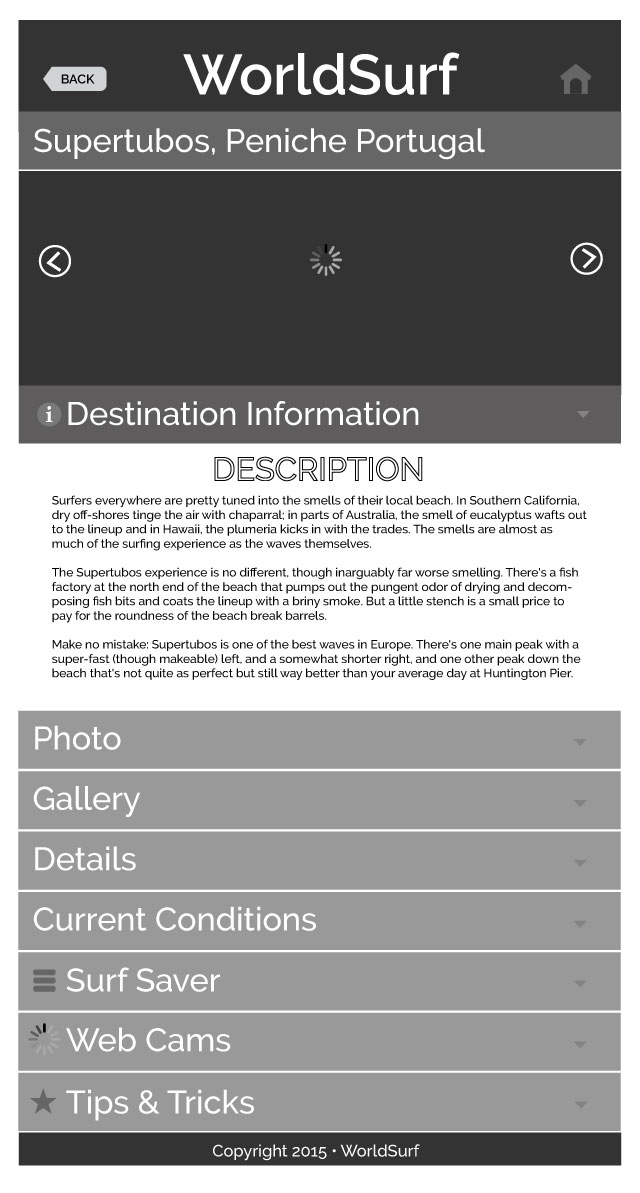 BACK
WorldSurf
Supertubos, Peniche Portugal
Destination Information
DESCRIPTION
Surfers everywhere are pretty tuned into the smells of their local beach. In Southern California,
dry off-shores tinge the air with chaparral; in parts of Australia, the smell of eucalyptus wafts out
to the lineup and in Hawaii, the plumeria kicks in with the trades. The smells are almost as
much of the surfing experience as the waves themselves.
The Supertubos experience is no different, though inarguably far worse smelling. There's a fish
factory at the north end of the beach that pumps out the pungent odor of drying and decom-
posing fish bits and coats the lineup with a briny smoke. But a little stench is a small price to
pay for the roundness of the beach break barrels.
Make no mistake: Supertubos is one of the best waves in Europe. There's one main peak with a
super-fast (though makeable) left, and a somewhat shorter right, and one other peak down the
beach that's not quite as perfect but still way better than your average day at Huntington Pier.
Photo
Gallery
Details
Current Conditions
Surf Saver
Web Cams
Tips & Tricks
Copyright 2015 • WorldSurf